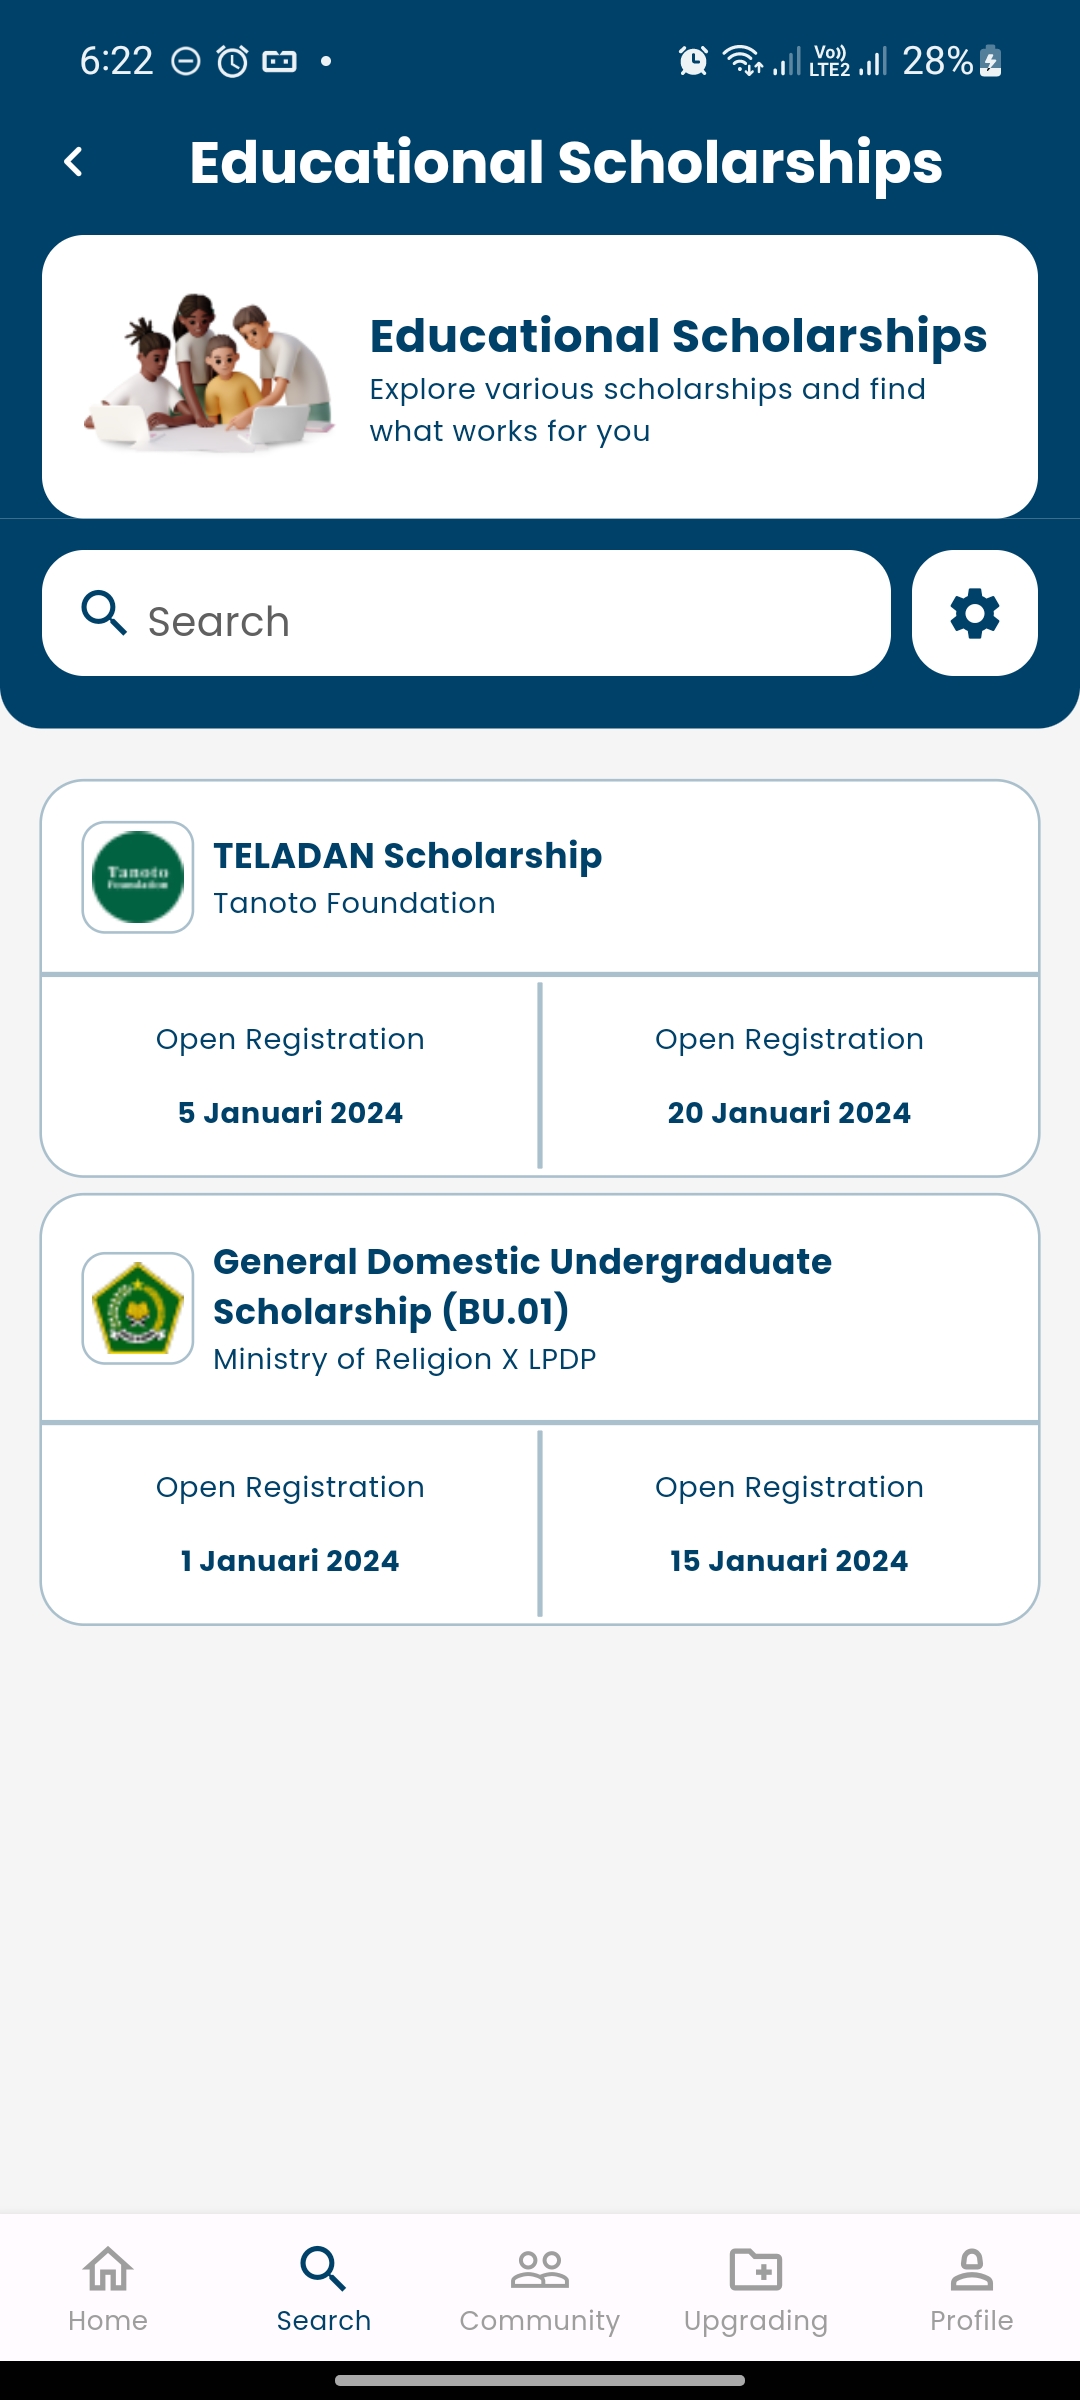 6:22
Vo))
LTE2
28%
Educational Scholarships
Educational Scholarships
Explore various scholarships and find
what works for you
Search
Tanoto
Foundation
TELADAN Scholarship
Tanoto Foundation
Open Registration
Open Registration
5 Januari 2024
20 Januari 2024
General Domestic Undergraduate
Scholarship (BU.01)
Ministry of Religion X LPDP
Open Registration
Open Registration
1 Januari 2024
15 Januari 2024
Home
Search
Community
Upgrading
Profile